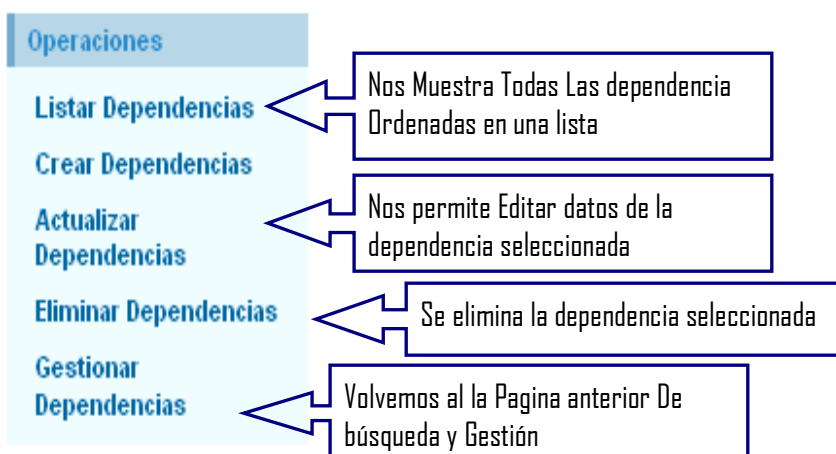 Operaciones
Listar Dependencias
Nos Muestra Todas Las dependencia
Ordenadas en una lista
Crear Dependencias
Actualizar
Dependencias
Nos permite Editar datos de la
dependencia seleccionada
Eliminar Dependencias
Se elimina la dependencia seleccionada
Gestionar
Dependencias
Volvemos al la Pagina anterior De
búsqueda y Gestión